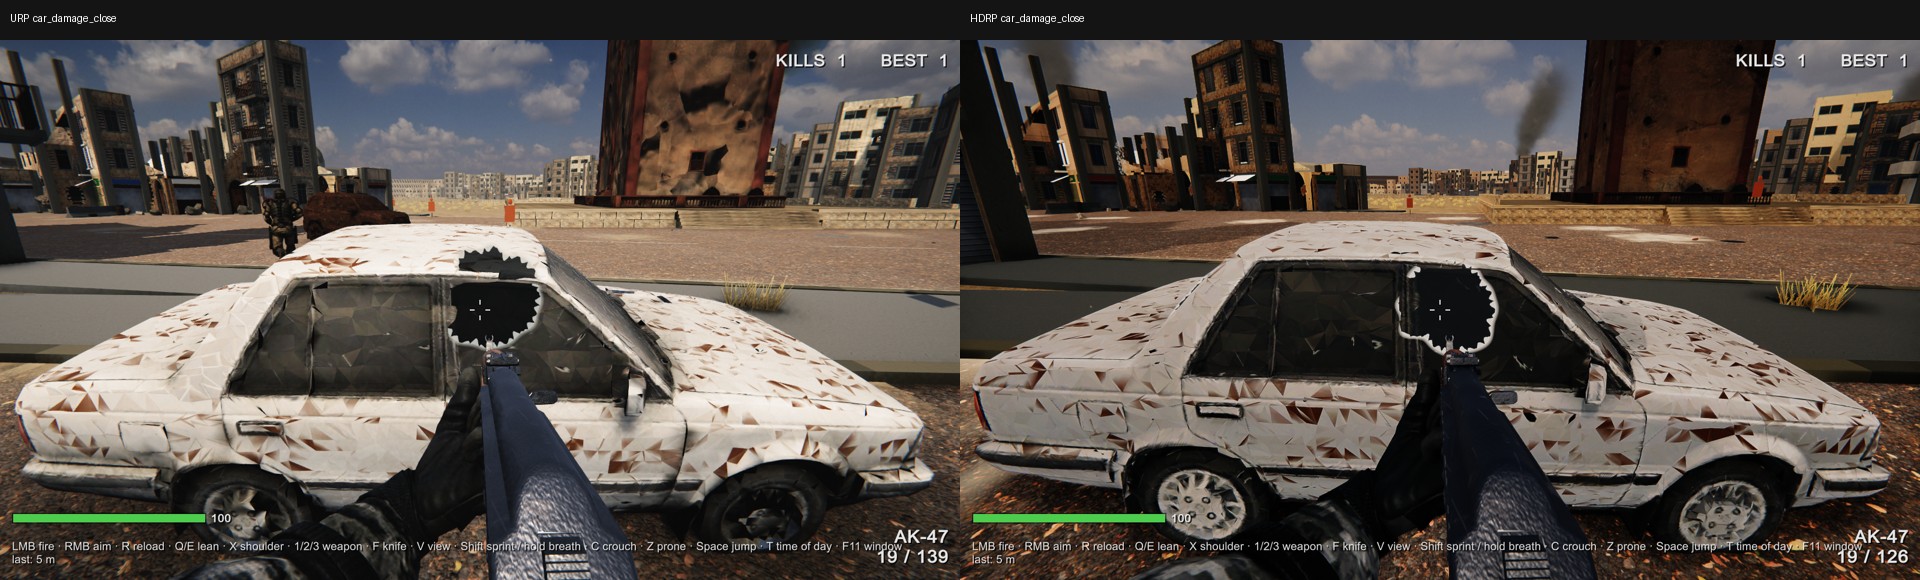 URP car_damage_close
KILLS 1 BEST 1
100
AK-47
LMB fire · RMB aim · R reload · Q/E lean · X shoulder · 1/2/3 weapon · F knife · V view · Shift sprint / hold breath · C crouch · Z prone · Space jump · T time of day · F11 window
last: 5 m
19 / 139
HDRP car_damage_close
KILLS 1 BEST 1
100
AK-47
LMB fire · RMB aim · R reload · Q/E lean · X shoulder · 1/2/3 weapon · F knife · V view · Shift sprint / hold breath · C crouch · Z prone · Space jump · T time of day · F11 window
last: 5 m
19 / 126